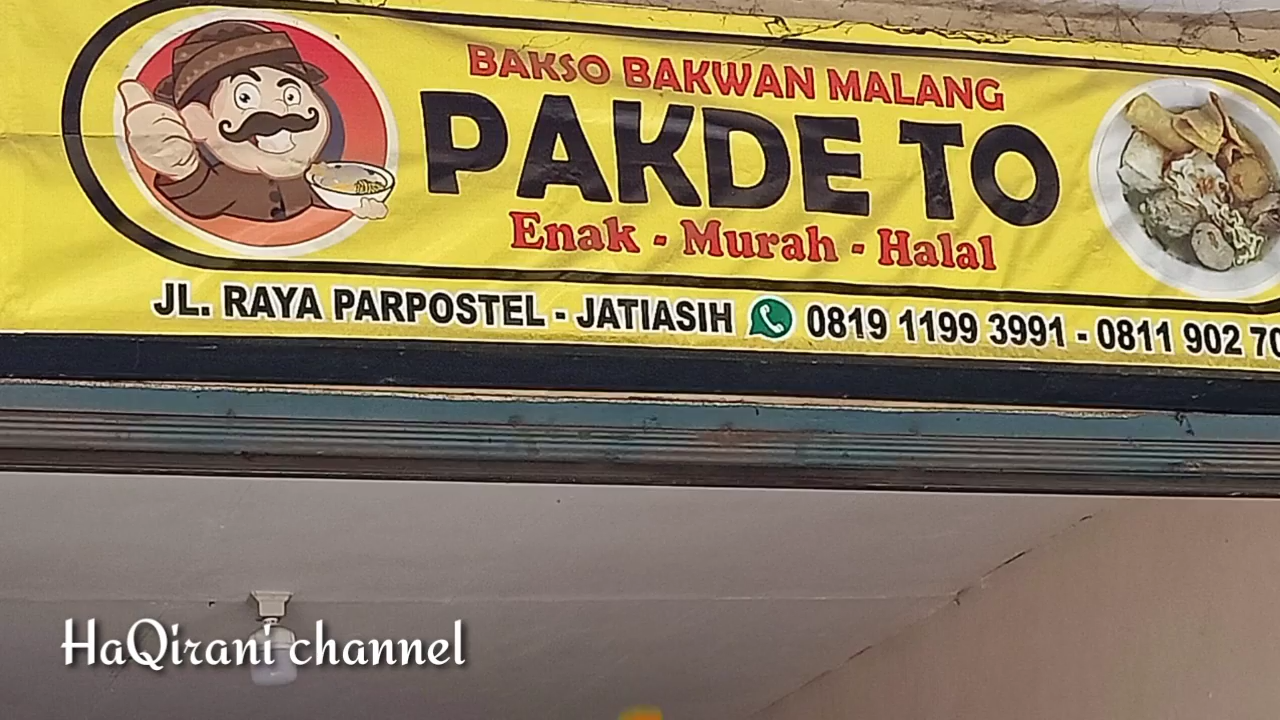 BAKSO BAKWAN MALANG
PAKDE TO
Enak - Murah - Halal
JL. RAYA PARPOSTEL - JATIASIH 0819 1199 3991 - 0811 902 70
HaQirani channel